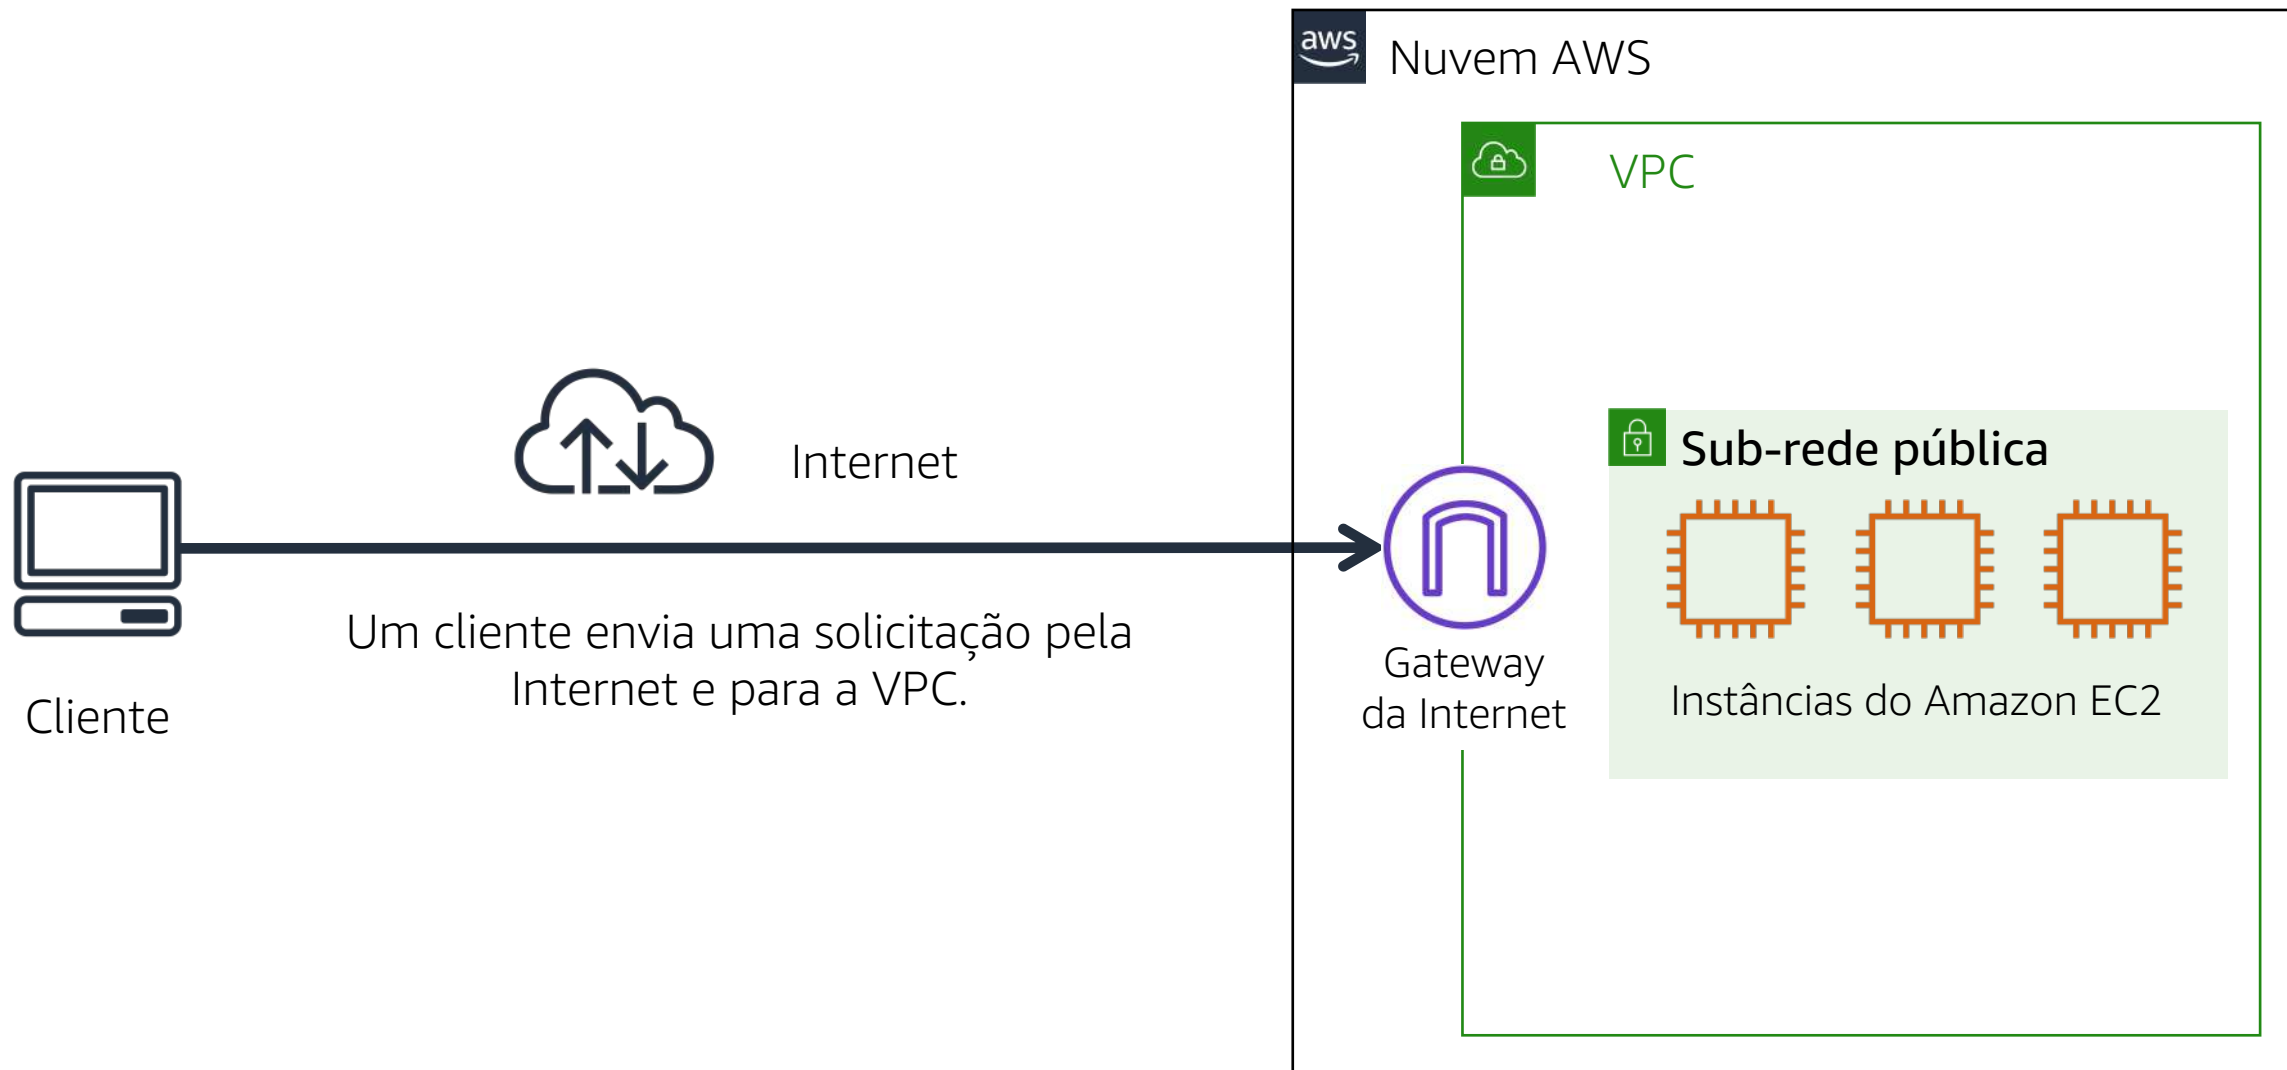 aws
Nuvem AWS
VPC
Internet
Sub-rede pública
Um cliente envia uma solicitação pela
Internet e para a VPC.
Cliente
Gateway
da Internet
Instâncias do Amazon EC2